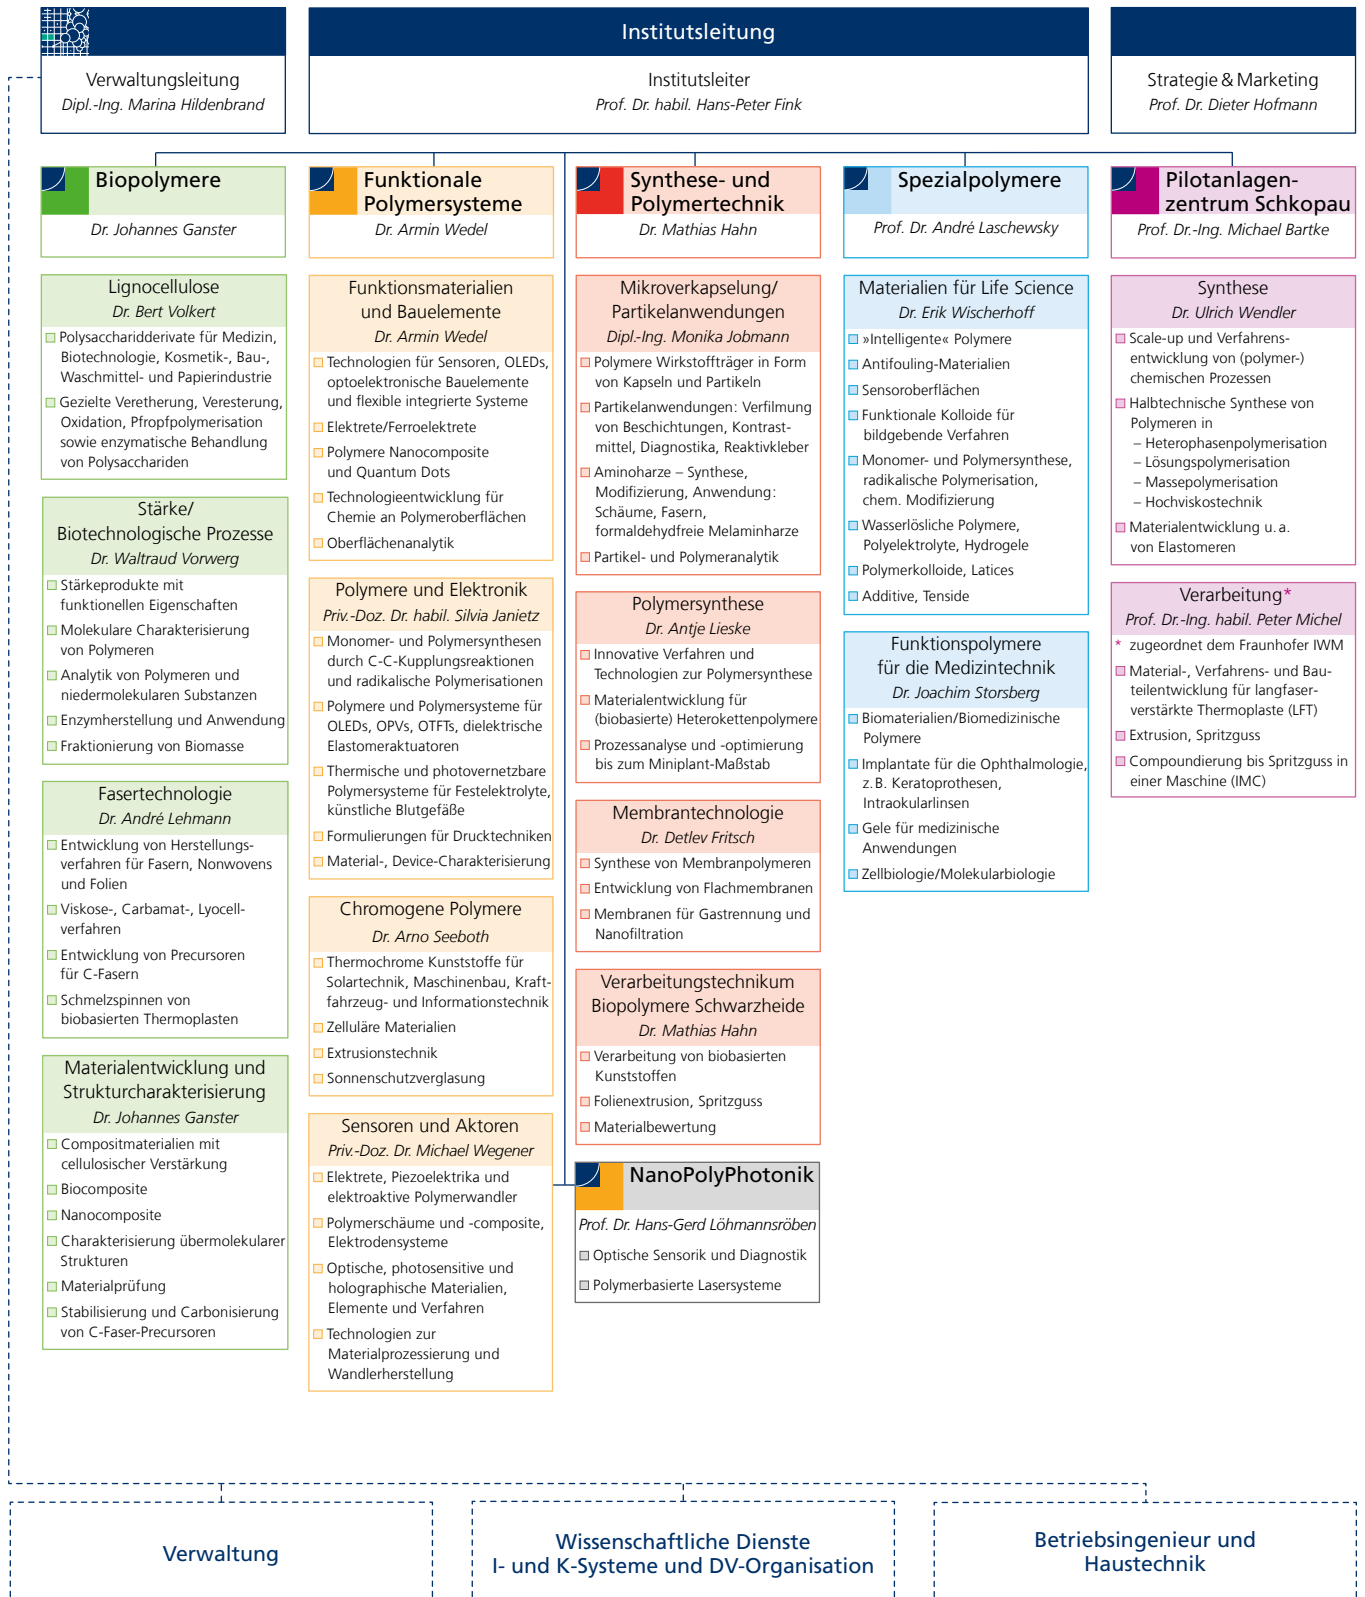 Institutsleitung
Verwaltungsleitung
Dipl.-Ing. Marina Hildenbrand
Institutsleiter
Prof. Dr. habil. Hans-Peter Fink
Strategie & Marketing
Prof. Dr. Dieter Hofmann
Biopolymere
Dr. Johannes Ganster
Lignocellulose
Dr. Bert Volkert
Polysaccharidderivate für Medizin,
Biotechnologie, Kosmetik-, Bau-,
Waschmittel- und Papierindustrie
Gezielte Veretherung, Veresterung,
Oxidation, Pfropfpolymerisation
sowie enzymatische Behandlung
von Polysacchariden
Stärke/
Biotechnologische Prozesse
Dr. Waltraud Vorwerg
Stärkeprodukte mit
funktionellen Eigenschaften
Molekulare Charakterisierung
von Polymeren
Analytik von Polymeren und
niedermolekularen Substanzen
Enzymherstellung und Anwendung
Fraktionierung von Biomasse
Fasertechnologie
Dr. André Lehmann
Entwicklung von Herstellungs-
verfahren für Fasern, Nonwovens
und Folien
Viskose-, Carbamat-, Lyocell-
verfahren
Entwicklung von Precursoren
für C-Fasern
Schmelzspinnen von
biobasierten Thermoplasten
Materialentwicklung und
Strukturcharakterisierung
Dr. Johannes Ganster
Compositmaterialien mit
cellulosischer Verstärkung
Biocomposite
Nanocomposite
Charakterisierung übermolekularer
Strukturen
Materialprüfung
Stabilisierung und Carbonisierung
von C-Faser-Precursoren
Funktionale
Polymersysteme
Dr. Armin Wedel
Funktionsmaterialien
und Bauelemente
Dr. Armin Wedel
Technologien für Sensoren, OLEDs,
optoelektronische Bauelemente
und flexible integrierte Systeme
Elektrete/Ferroelektrete
Polymere Nanocomposite
und Quantum Dots
Technologieentwicklung für
Chemie an Polymeroberflächen
Oberflächenanalytik
Polymere und Elektronik
Priv.-Doz. Dr. habil. Silvia Janietz
Monomer- und Polymersynthesen
durch C-C-Kupplungsreaktionen
und radikalische Polymerisationen
Polymere und Polymersysteme für
OLEDs, OPVs, OTFTs, dielektrische
Elastomeraktuatoren
Thermische und photovernetzbare
Polymersysteme für Festelektrolyte,
künstliche Blutgefäße
Formulierungen für Drucktechniken
Material-, Device-Charakterisierung
Chromogene Polymere
Dr. Arno Seeboth
Thermochrome Kunststoffe für
Solartechnik, Maschinenbau, Kraft-
fahrzeug- und Informationstechnik
Zelluläre Materialien
Extrusionstechnik
Sonnenschutzverglasung
Sensoren und Aktoren
Priv.-Doz. Dr. Michael Wegener
Elektrete, Piezoelektrika und
elektroaktive Polymerwandler
Polymerschäume und -composite,
Elektrodensysteme
Optische, photosensitive und
holographische Materialien,
Elemente und Verfahren
Technologien zur
Materialprozessierung und
Wandlerherstellung
Synthese- und
Polymertechnik
Dr. Mathias Hahn
Mikroverkapselung/
Partikelanwendungen
Dipl.-Ing. Monika Jobmann
Polymere Wirkstoffträger in Form
von Kapseln und Partikeln
Partikelanwendungen: Verfilmung
von Beschichtungen, Kontrast-
mittel, Diagnostika, Reaktivkleber
Aminoharze – Synthese,
Modifizierung, Anwendung:
Schäume, Fasern,
formaldehydfreie Melaminharze
Partikel- und Polymeranalytik
Polymersynthese
Dr. Antje Lieske
Innovative Verfahren und
Technologien zur Polymersynthese
Materialentwicklung für
(biobasierte) Heterokettenpolymere
Prozessanalyse und -optimierung
bis zum Miniplant-Maßstab
Membrantechnologie
Dr. Detlev Fritsch
Synthese von Membranpolymeren
Entwicklung von Flachmembranen
Membranen für Gastrennung und
Nanofiltration
Verarbeitungstechnikum
Biopolymere Schwarzheide
Dr. Mathias Hahn
Verarbeitung von biobasierten
Kunststoffen
Folienextrusion, Spritzguss
Materialbewertung
NanoPolyPhotonik
Prof. Dr. Hans-Gerd Löhmannsröben
Optische Sensorik und Diagnostik
Polymerbasierte Lasersysteme
Spezialpolymere
Prof. Dr. André Laschewsky
Materialien für Life Science
Dr. Erik Wischerhoff
»Intelligente« Polymere
Antifouling-Materialien
Sensoroberflächen
Funktionale Kolloide für
bildgebende Verfahren
Monomer- und Polymersynthese,
radikalische Polymerisation,
chem. Modifizierung
Wasserlösliche Polymere,
Polyelektrolyte, Hydrogele
Polymerkolloide, Latices
Additive, Tenside
Funktionspolymere
für die Medizintechnik
Dr. Joachim Storsberg
Biomaterialien/Biomedizinische
Polymere
Implantate für die Ophthalmologie,
z.B. Keratoprothesen,
Intraokularlinsen
Gele für medizinische
Anwendungen
Zellbiologie/Molekularbiologie
Pilotanlagen-
zentrum Schkopau
Prof. Dr.-Ing. Michael Bartke
Synthese
Dr. Ulrich Wendler
Scale-up und Verfahrens-
entwicklung von (polymer-)
chemischen Prozessen
Halbtechnische Synthese von
Polymeren in
– Heterophasenpolymerisation
– Lösungspolymerisation
– Massepolymerisation
– Hochviskostechnik
Materialentwicklung u. a.
von Elastomeren
Verarbeitung*
Prof. Dr.-Ing. habil. Peter Michel
* zugeordnet dem Fraunhofer IWM
Material-, Verfahrens- und Bau-
teilentwicklung für langfaser-
verstärkte Thermoplaste (LFT)
Extrusion, Spritzguss
Compoundierung bis Spritzguss in
einer Maschine (IMC)
Verwaltung
Wissenschaftliche Dienste
I- und K-Systeme und DV-Organisation
Betriebsingenieur und
Haustechnik